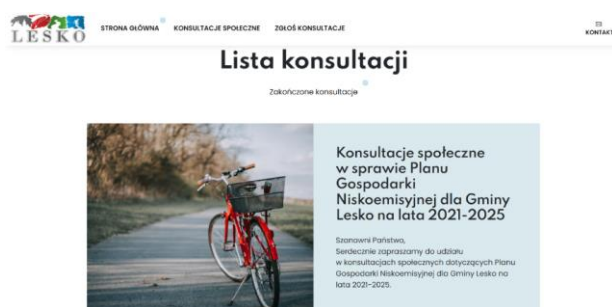 LESKO
STRONA GŁÓWNA KONSULTACJE SPOŁECZNE ZGŁOŚ KONSULTACJE
KONTAKT
Lista konsultacji
Zakończone konsultacje
Konsultacje społeczne
w sprawie Planu
Gospodarki
Niskoemisyjnej dla Gminy
Lesko na lata 2021-2025
Szanowni Państwo,
Serdecznie zapraszamy do udziału
w konsultacjach społecznych dotyczących Planu
Gospodarki Niskoemisyjnej dla Gminy Lesko na
lata 2021-2025.